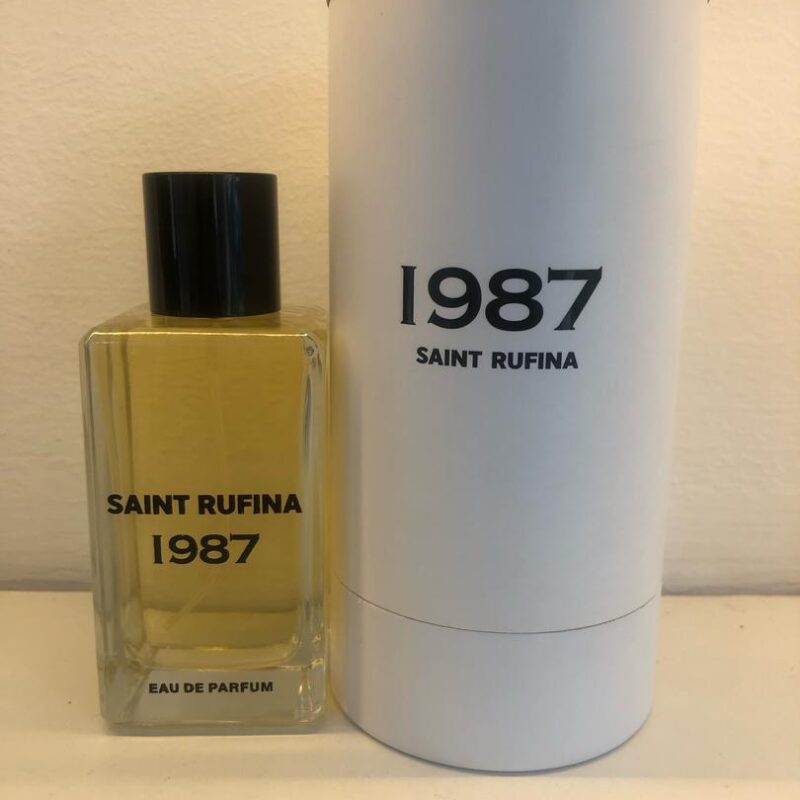 SAINT RUFINA
1987
EAU DE PARFUM
1987
SAINT RUFINA